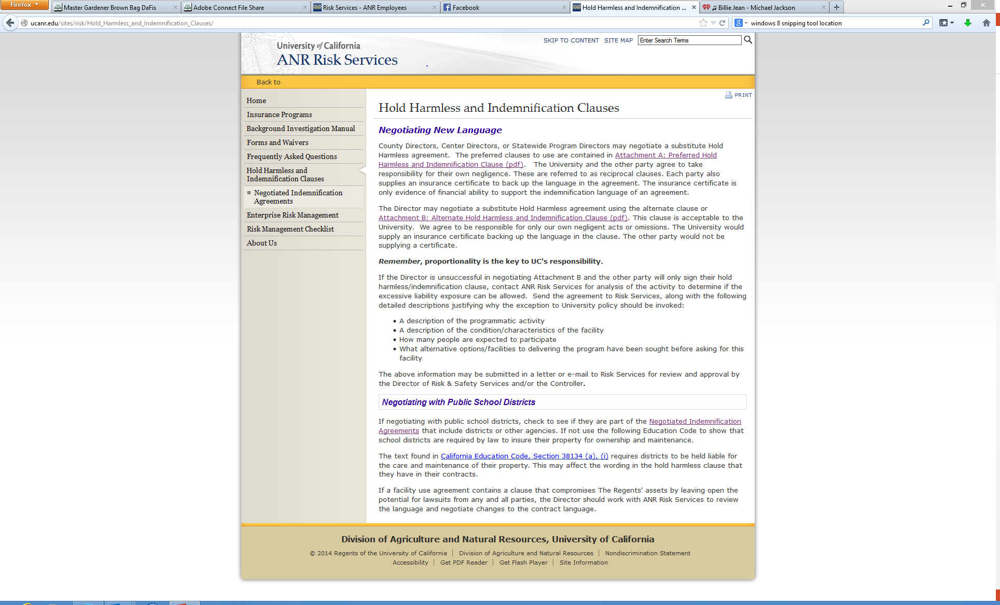 Firefox
Master Gardener Brown Bag DaFis
Adobe Connect File Share
Risk Services - ANR Employees
Facebook
Hold Harmless and Indemnification ...
Billie Jean - Michael Jackson
ucanr.edu/sites/risk/Hold_Harmless_and_Indemnification_Clauses/
windows 8 snipping tool location
University of California
ANR Risk Services
SKIP TO CONTENT SITE MAP Enter Search Terms
Back to
Home
Insurance Programs
Background Investigation Manual
Forms and Waivers
Frequently Asked Questions
Hold Harmless and
Indemnification Clauses
Negotiated Indemnification
Agreements
Enterprise Risk Management
Risk Management Checklist
About Us
PRINT
Hold Harmless and Indemnification Clauses
Negotiating New Language
County Directors, Center Directors, or Statewide Program Directors may negotiate a substitute Hold
Harmless agreement.  The preferred clauses to use are contained in Attachment A: Preferred Hold
Harmless and Indemnification Clause (pdf).   The University and the other party agree to take
responsibility for their own negligence. These are referred to as reciprocal clauses. Each party also
supplies an insurance certificate to back up the language in the agreement. The insurance certificate is
only evidence of financial ability to support the indemnification language of an agreement.
The Director may negotiate a substitute Hold Harmless agreement using the alternate clause or
Attachment B: Alternate Hold Harmless and Indemnification Clause (pdf). This clause is acceptable to the
University.  We agree to be responsible for only our own negligent acts or omissions. The University would
supply an insurance certificate backing up the language in the clause. The other party would not be
supplying a certificate.
Remember, proportionality is the key to UC's responsibility.
If the Director is unsuccessful in negotiating Attachment B and the other party will only sign their hold
harmless/indemnification clause, contact ANR Risk Services for analysis of the activity to determine if the
excessive liability exposure can be allowed.  Send the agreement to Risk Services, along with the following
detailed descriptions justifying why the exception to University policy should be invoked:
• A description of the programmatic activity
• A description of the condition/characteristics of the facility
• How many people are expected to participate
• What alternative options/facilities to delivering the program have been sought before asking for this
facility
The above information may be submitted in a letter or e-mail to Risk Services for review and approval by
the Director of Risk & Safety Services and/or the Controller.
Negotiating with Public School Districts
If negotiating with public school districts, check to see if they are part of the Negotiated Indemnification
Agreements that include districts or other agencies. If not use the following Education Code to show that
school districts are required by law to insure their property for ownership and maintenance.
The text found in California Education Code, Section 38134 (a), (i) requires districts to be held liable for
the care and maintenance of their property. This may affect the wording in the hold harmless clause that
they have in their contracts.
If a facility use agreement contains a clause that compromises The Regents' assets by leaving open the
potential for lawsuits from any and all parties, the Director should work with ANR Risk Services to review
the language and negotiate changes to the contract language.
Division of Agriculture and Natural Resources, University of California
© 2014 Regents of the University of California | Division of Agriculture and Natural Resources | Nondiscrimination Statement
Accessibility | Get PDF Reader | Get Flash Player | Site Information